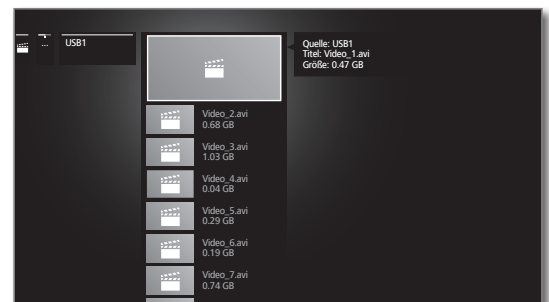 ...
USB1
Quelle: USB1
Titel: Video_1.avi
Größe: 0.47 GB
Video_2.avi
0.68 GB
Video_3.avi
1.03 GB
Video_4.avi
0.04 GB
Video_5.avi
0.29 GB
Video_6.avi
0.19 GB
Video_7.avi
0.74 GB